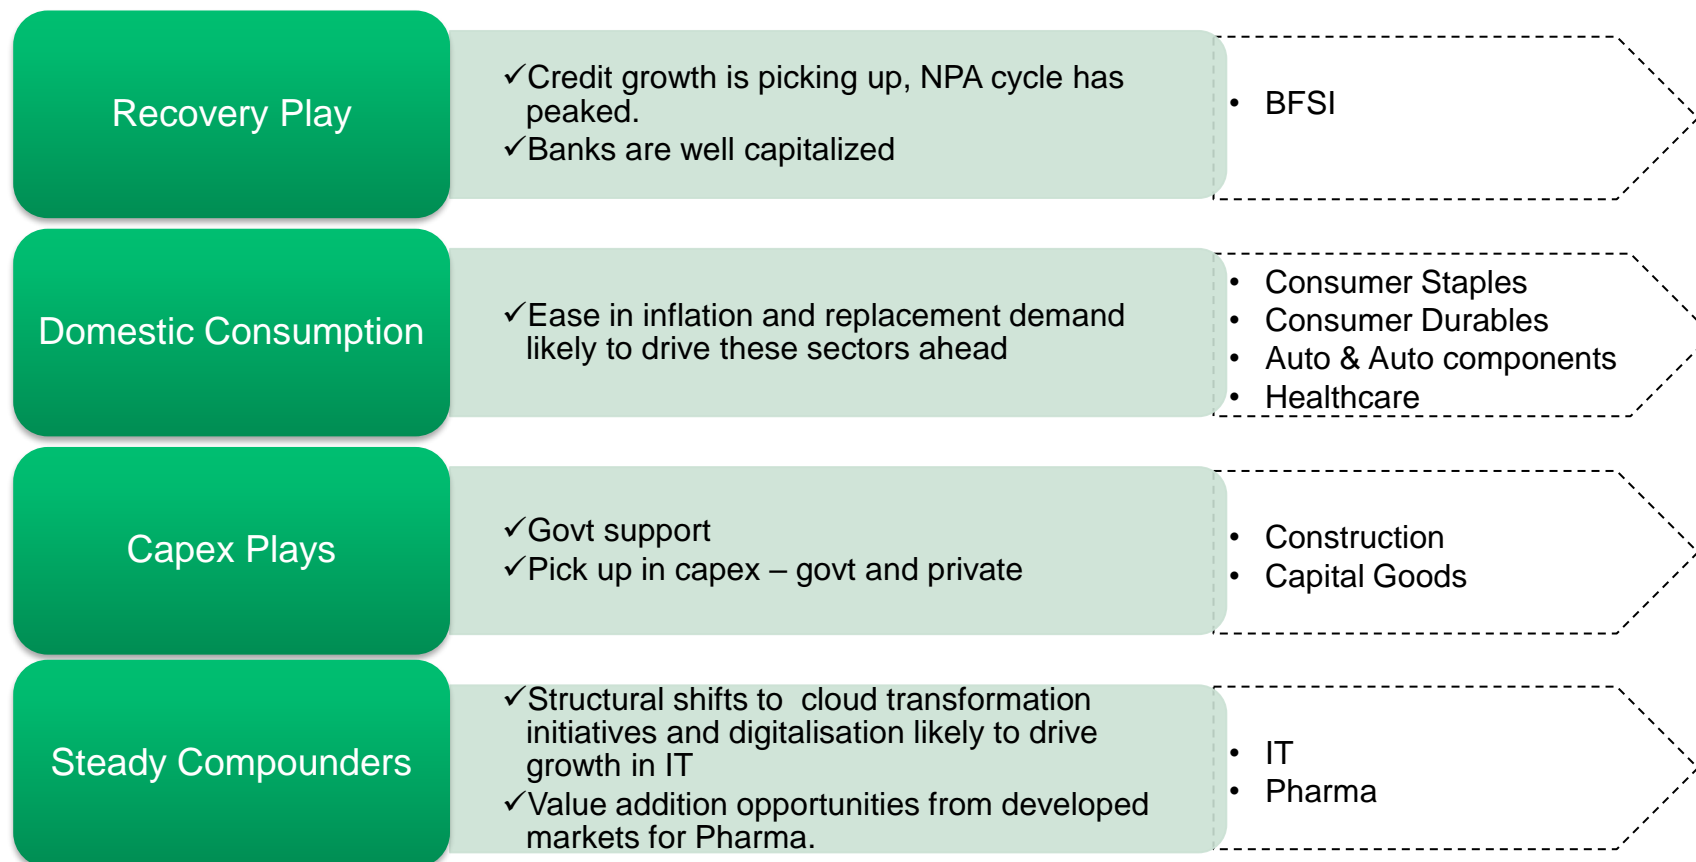 Recovery Play
✓Credit growth is picking up, NPA cycle has
peaked.
✓Banks are well capitalized
• BFSI
Domestic Consumption
✓Ease in inflation and replacement demand
likely to drive these sectors ahead
• Consumer Staples
• Consumer Durables
• Auto & Auto components
• Healthcare
Capex Plays
✓Govt support
✓Pick up in capex – govt and private
• Construction
• Capital Goods
Steady Compounders
✓Structural shifts to cloud transformation
initiatives and digitalisation likely to drive
growth in IT
✓Value addition opportunities from developed
markets for Pharma.
• IT
• Pharma